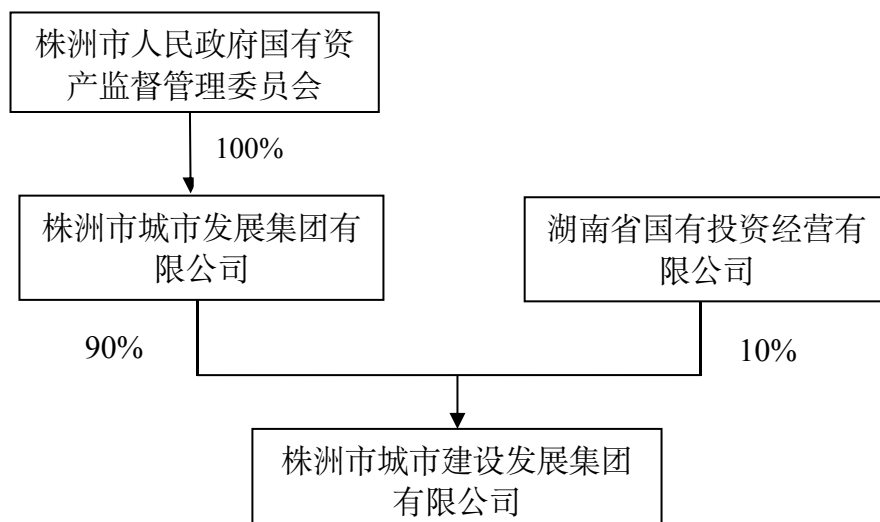 株洲市人民政府国有资
产监督管理委员会
100%
株洲市城市发展集团有
限公司
湖南省国有投资经营有
限公司
90%
10%
株洲市城市建设发展集团
有限公司